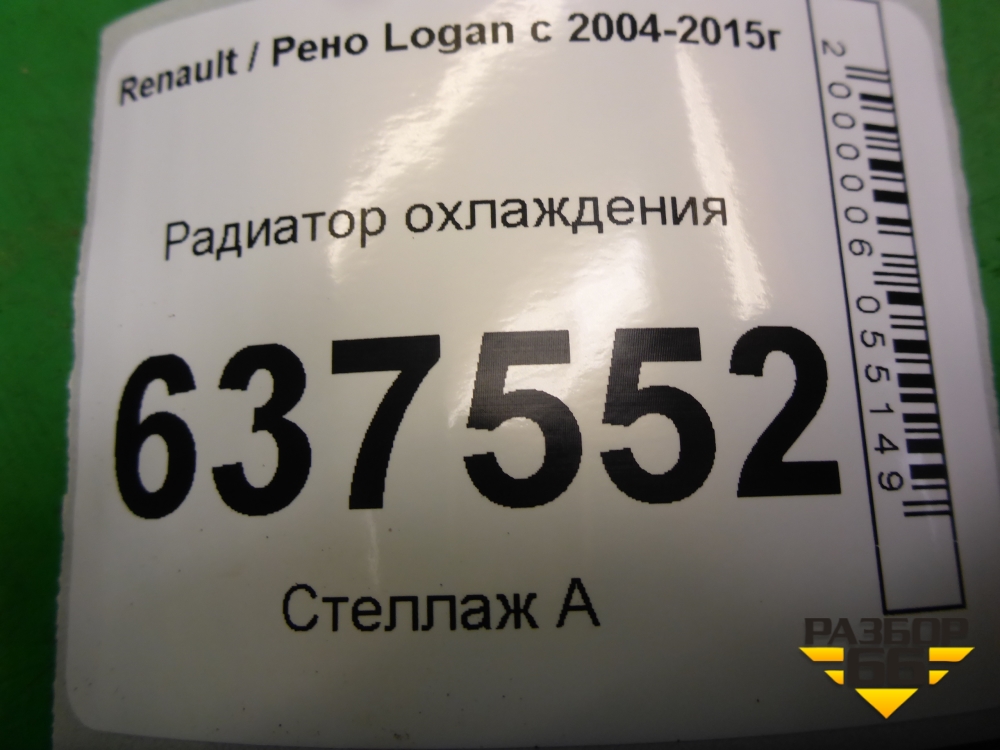 Renault / Рено Logan с 2004-2015г
Радиатор охлаждения
637552
Стеллаж А
2000006055149
РАЗБОР
66